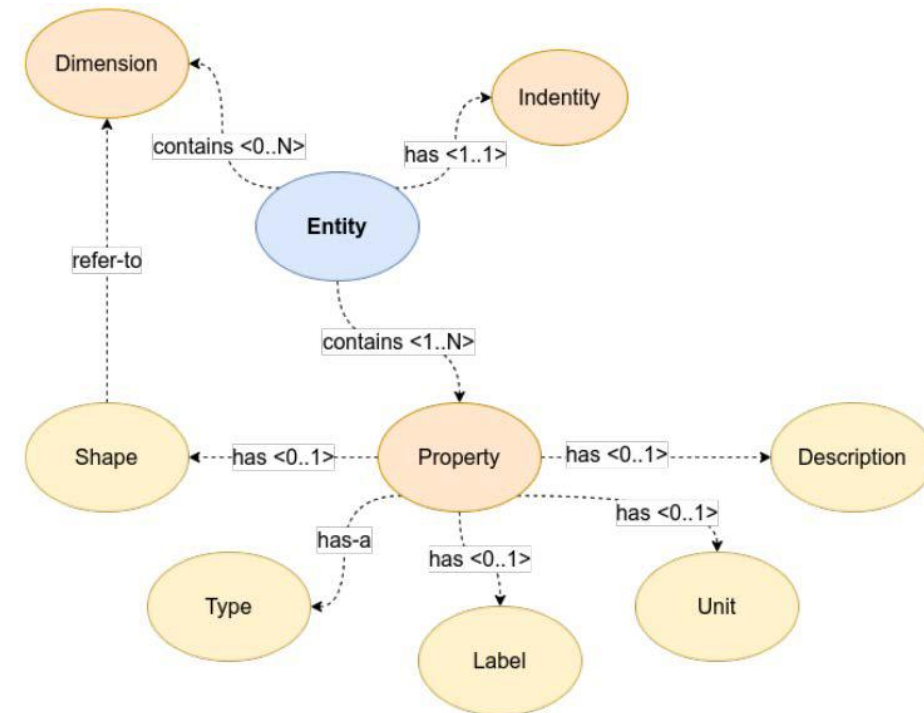 Dimension
Indentity
contains <0..N>
has <1..1>
Entity
refer-to
contains <1..N>
Shape
has <0..1>
Property
has <0..1>
Description
has <0..1>
has-a
has <0..1>
Type
Unit
Label